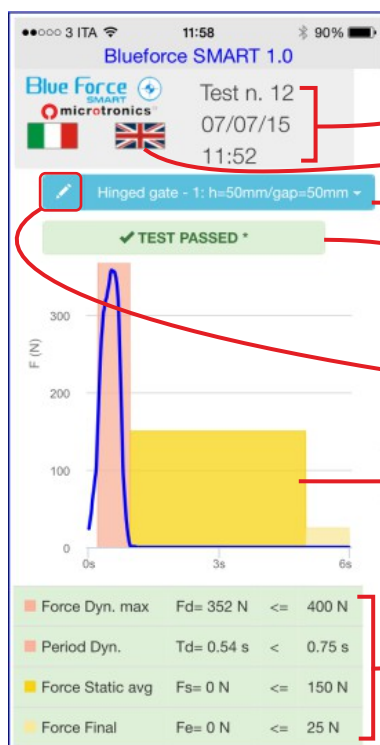 3 ITA 11:58 90%
Blueforce SMART 1.0
Blue Force
SMART
microtronics
Test n. 12
07/07/15
11:52
Hinged gate - 1: h=50mm/gap=50mm
✔ TEST PASSED *
F (N)
300
200
100
0
0s 3s 6s
Force Dyn. max Fd= 352 N <= 400 N
Period Dyn. Td= 0.54 s < 0.75 s
Force Static avg Fs= 0 N <= 150 N
Force Final Fe= 0 N <= 25 N